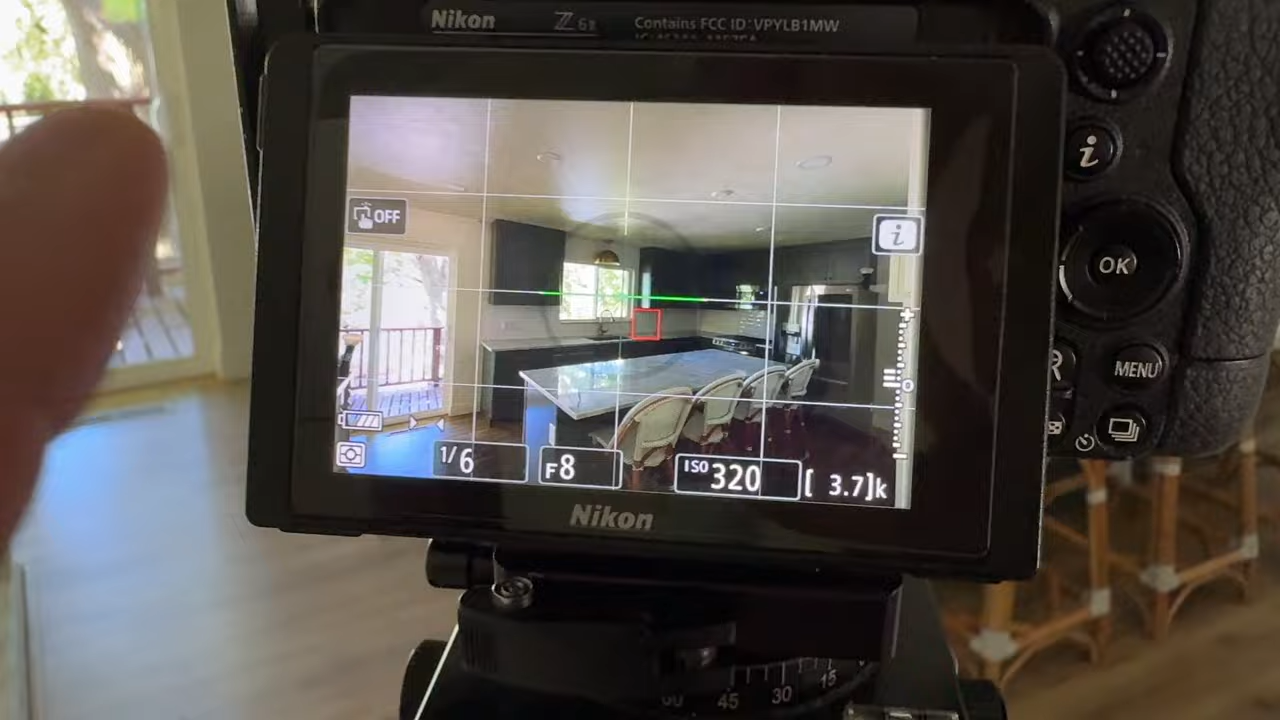 Nikon Z 6II Contains FCC ID: VPYLB1MW
i
OFF
i
OK
R
MENU
1/6 F8 ISO 320 [ 3.7]k
Nikon
60 45 30 15